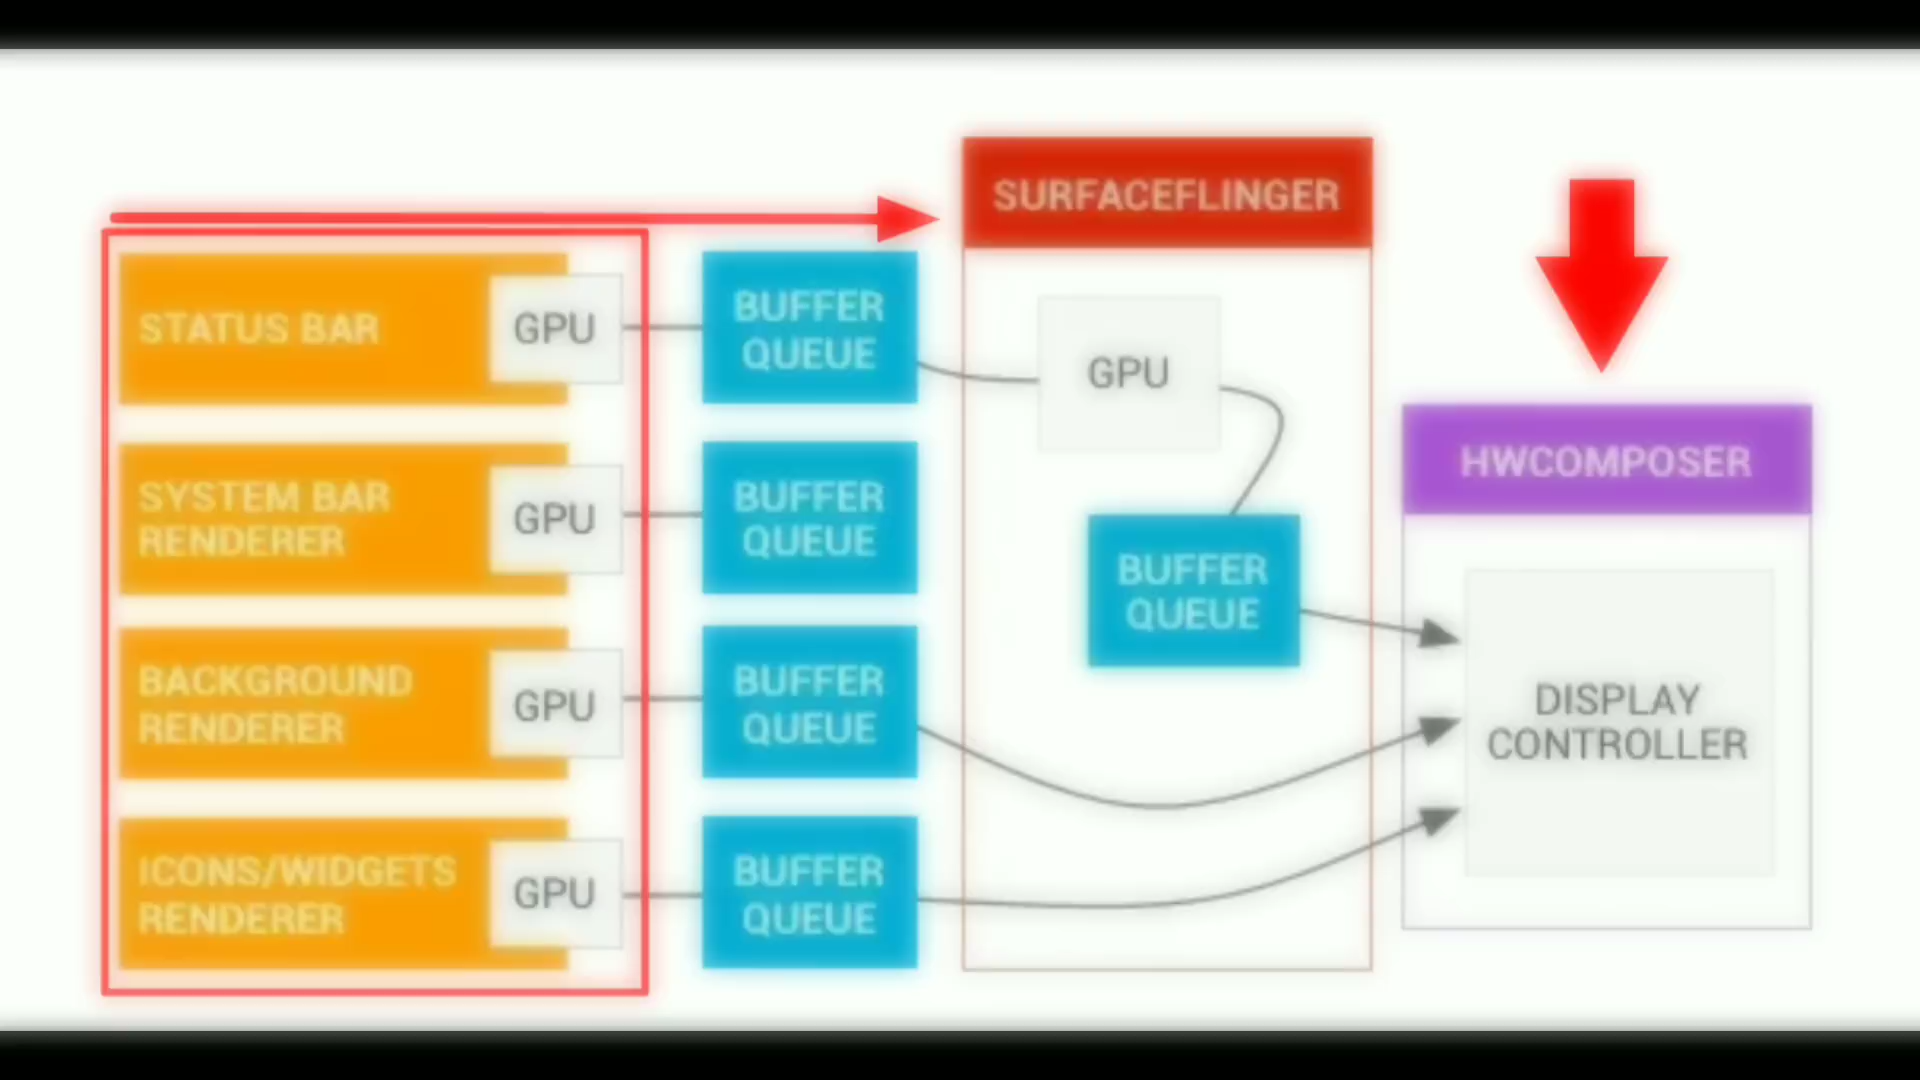 SURFACEFLINGER
STATUS BAR
GPU
BUFFER
QUEUE
GPU
SYSTEM BAR
RENDERER
GPU
BUFFER
QUEUE
BUFFER
QUEUE
HWCOMPOSER
BACKGROUND
RENDERER
GPU
BUFFER
QUEUE
DISPLAY
CONTROLLER
ICONS/WIDGETS
RENDERER
GPU
BUFFER
QUEUE